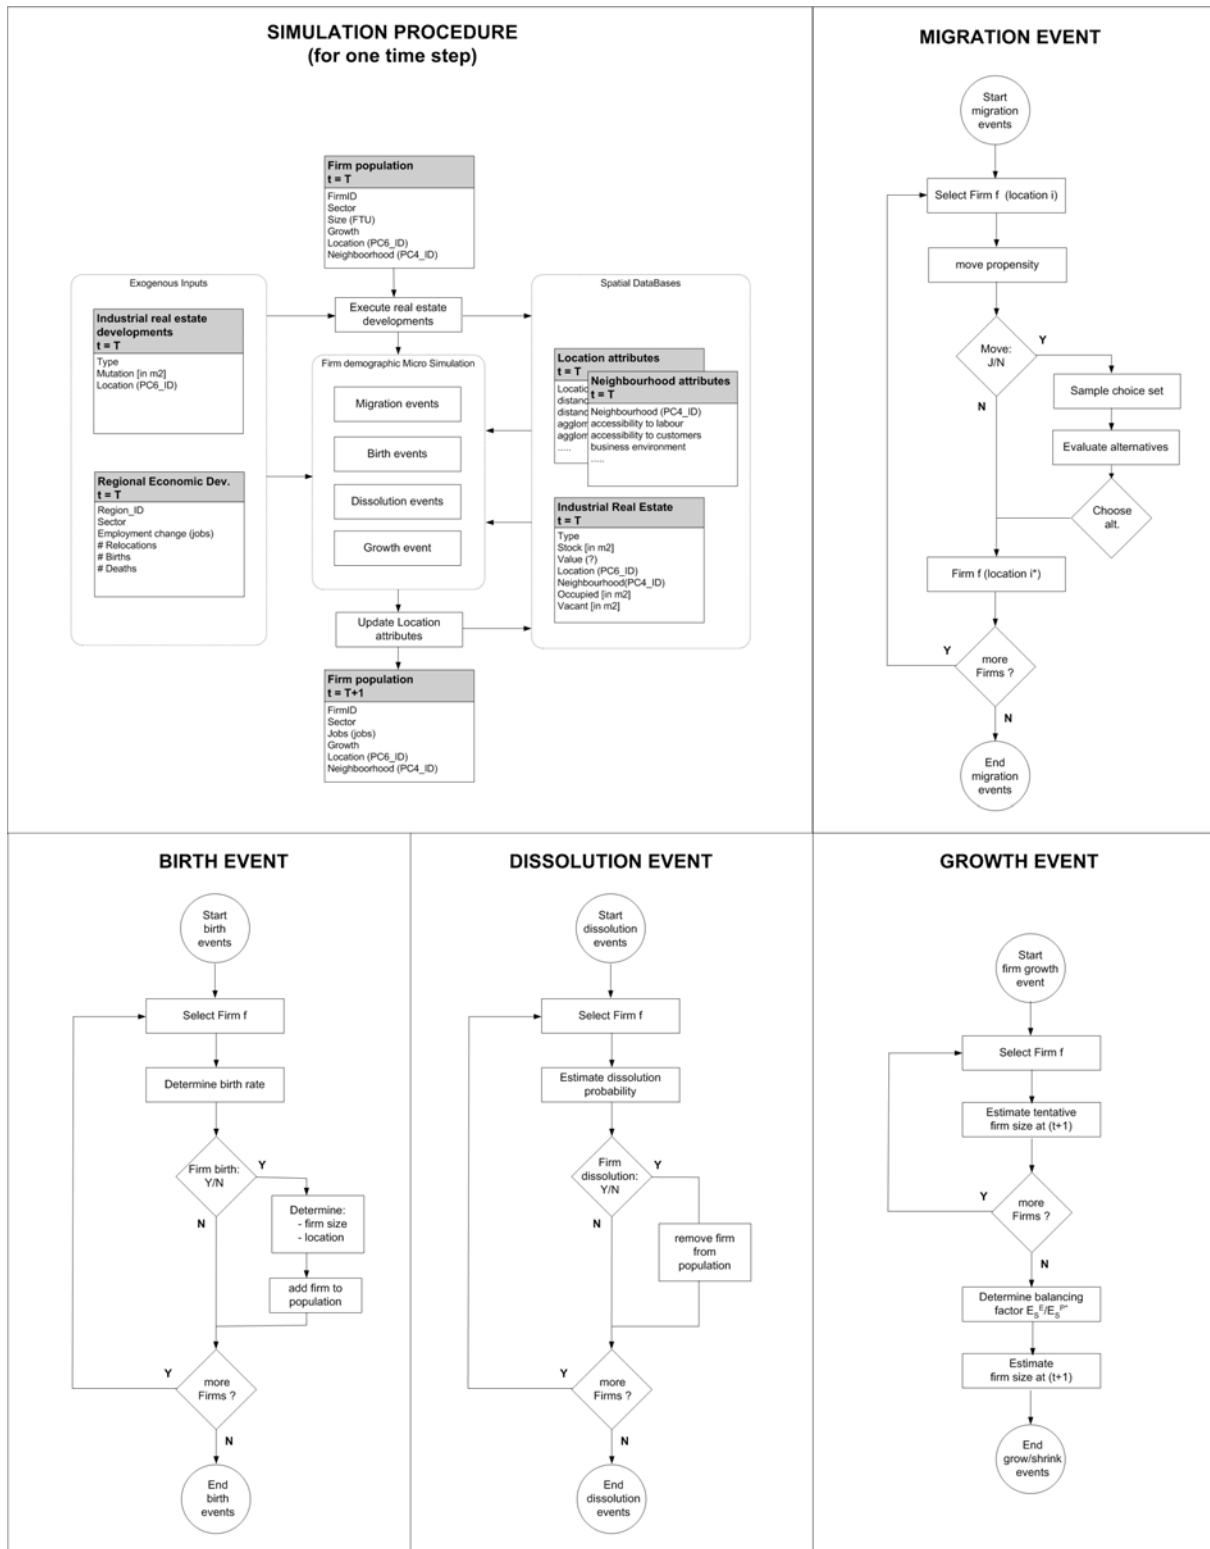 SIMULATION PROCEDURE
(for one time step)
Firm population
t = T
FirmID
Sector
Size (FTU)
Growth
Location (PC6_ID)
Neighbourhood (PC4_ID)
Exogenous Inputs
Industrial real estate
developments
t = T
Type
Mutation [in m2]
Location (PC6_ID)
Regional Economic Dev.
t = T
Region_ID
Sector
Employment change (jobs)
# Relocations
# Births
# Deaths
Execute real estate
developments
Firm demographic Micro Simulation
Migration events
Birth events
Dissolution events
Growth event
Update Location
attributes
Firm population
t = T+1
FirmID
Sector
Jobs (jobs)
Growth
Location (PC6_ID)
Neighboorhood (PC4_ID)
Spatial DataBases
Location attributes
t = T
Locatio
distanc
distanc
agglom
agglom
.....
Neighbourhood attributes
t = T
Neighbourhood (PC4_ID)
accessibility to labour
accessibility to customers
business environment
.....
Industrial Real Estate
t = T
Type
Stock [in m2]
Value (?)
Location (PC6_ID)
Neighbourhood(PC4_ID)
Occupied [in m2]
Vacant [in m2]
MIGRATION EVENT
Start
migration
events
Select Firm f (location i)
move propensity
Move:
J/N
Y
N
Sample choice set
Evaluate alternatives
Choose
alt.
Firm f (location i*)
Y
more
Firms ?
N
End
migration
events
BIRTH EVENT
Start
birth
events
Select Firm f
Determine birth rate
Firm birth:
Y/N
Y
N
Determine:
- firm size
- location
add firm to
population
Y
more
Firms ?
N
End
birth
events
DISSOLUTION EVENT
Start
dissolution
events
Select Firm f
Estimate dissolution
probability
Firm
dissolution:
Y/N
Y
N
remove firm
from
population
Y
more
Firms ?
N
End
dissolution
events
GROWTH EVENT
Start
firm growth
event
Select Firm f
Estimate tentative
firm size at (t+1)
Y
more
Firms ?
N
Determine balancing
factor E_S^E/E_S^P*
Estimate
firm size at (t+1)
End
grow/shrink
events